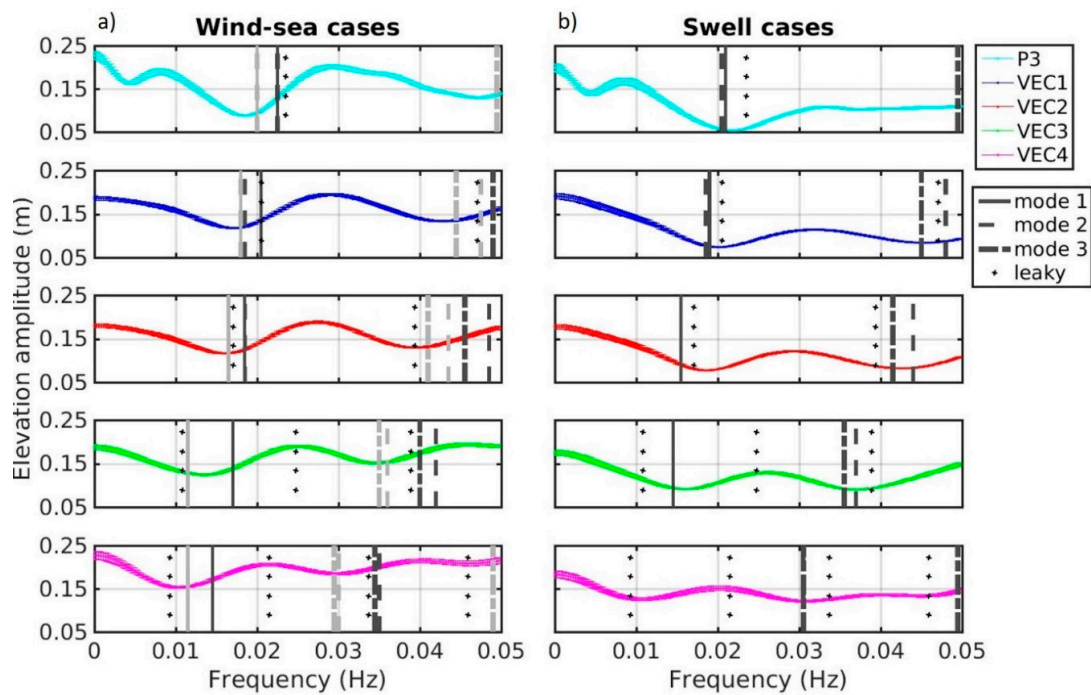 a)
Wind-sea cases
b)
Swell cases
0.25
0.15
0.05
0.25
0.15
0.05
0.25
0.15
0.05
0.25
0.15
0.05
0.25
0.15
0.05
Elevation amplitude (m)
0 0.01 0.02 0.03 0.04 0.05
Frequency (Hz)
0 0.01 0.02 0.03 0.04 0.05
Frequency (Hz)
P3
VEC1
VEC2
VEC3
VEC4
mode 1
mode 2
mode 3
leaky